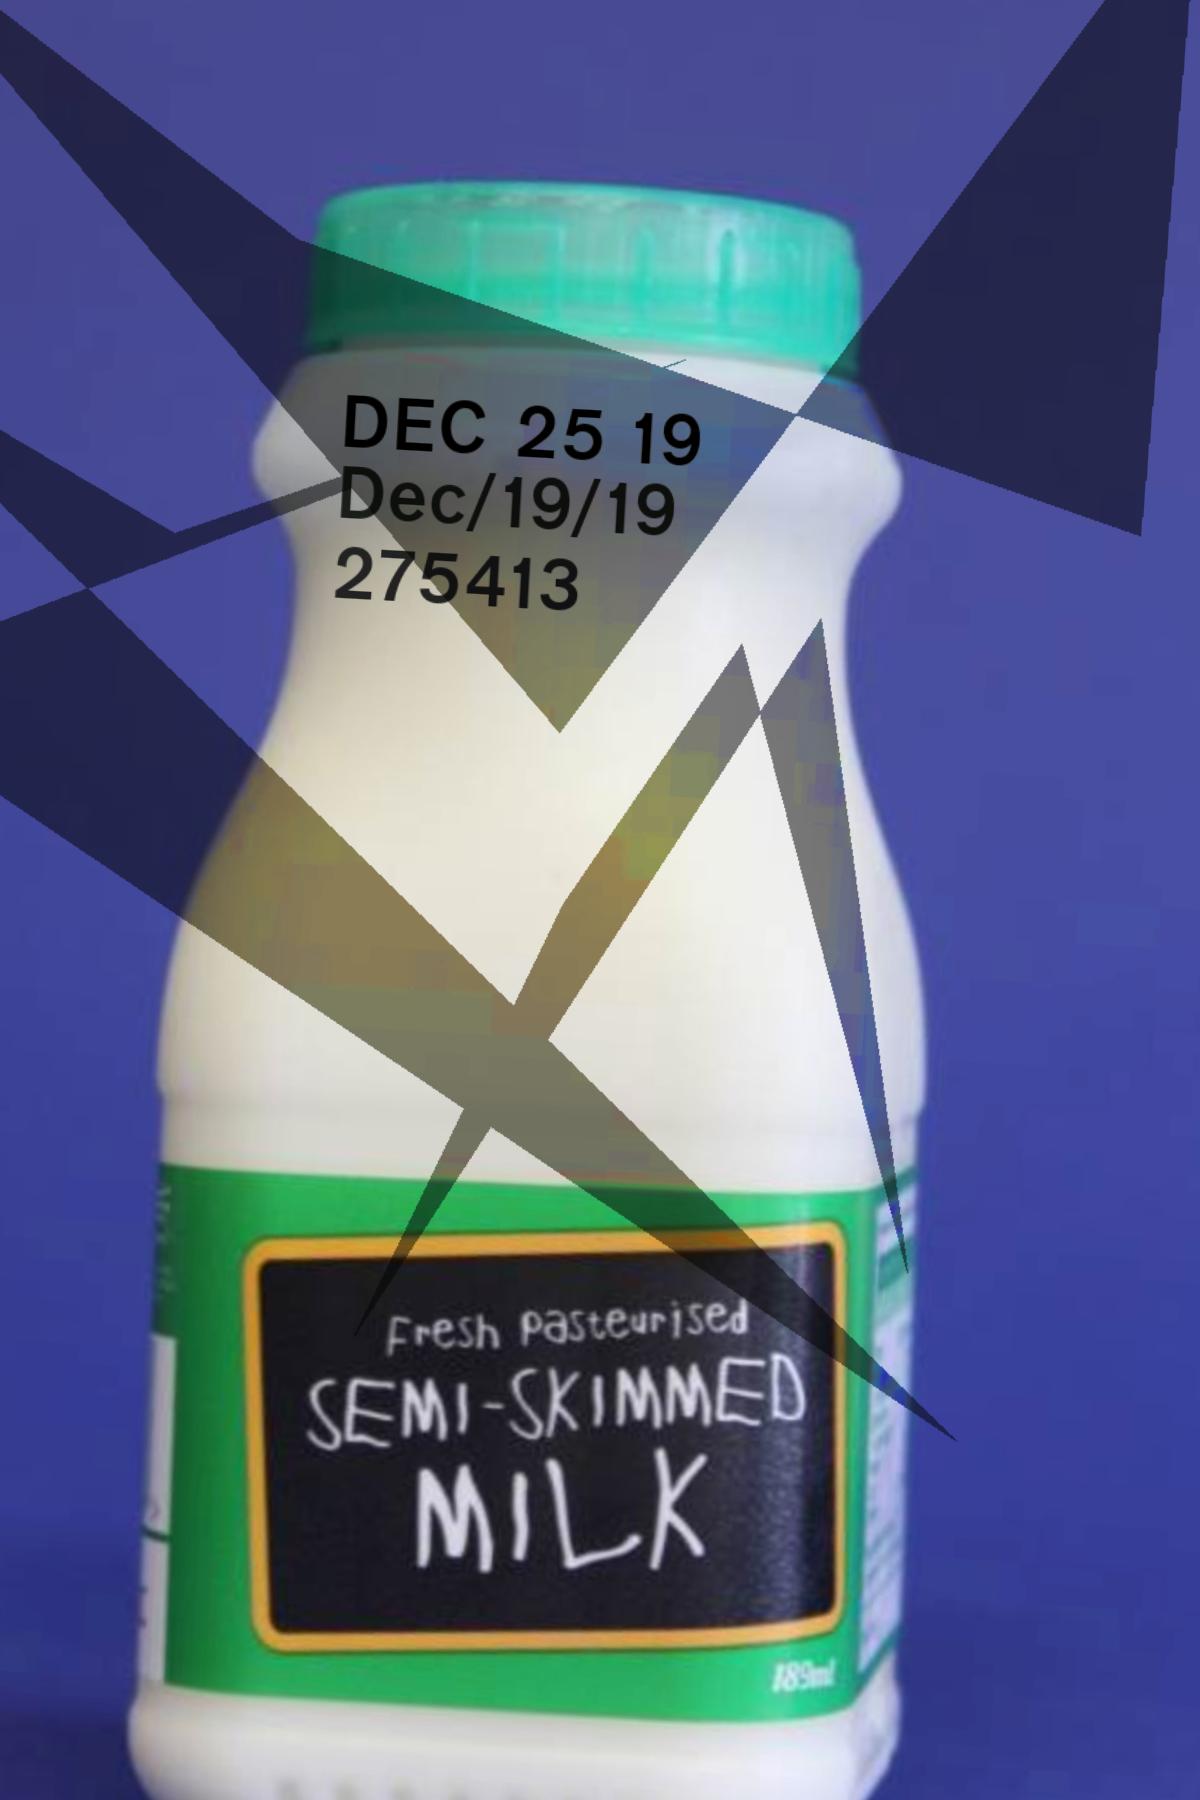 DEC 25 19
Dec/19/19
275413
Fresh pasteurised
SEMI-SKIMMED
MILK
189ml